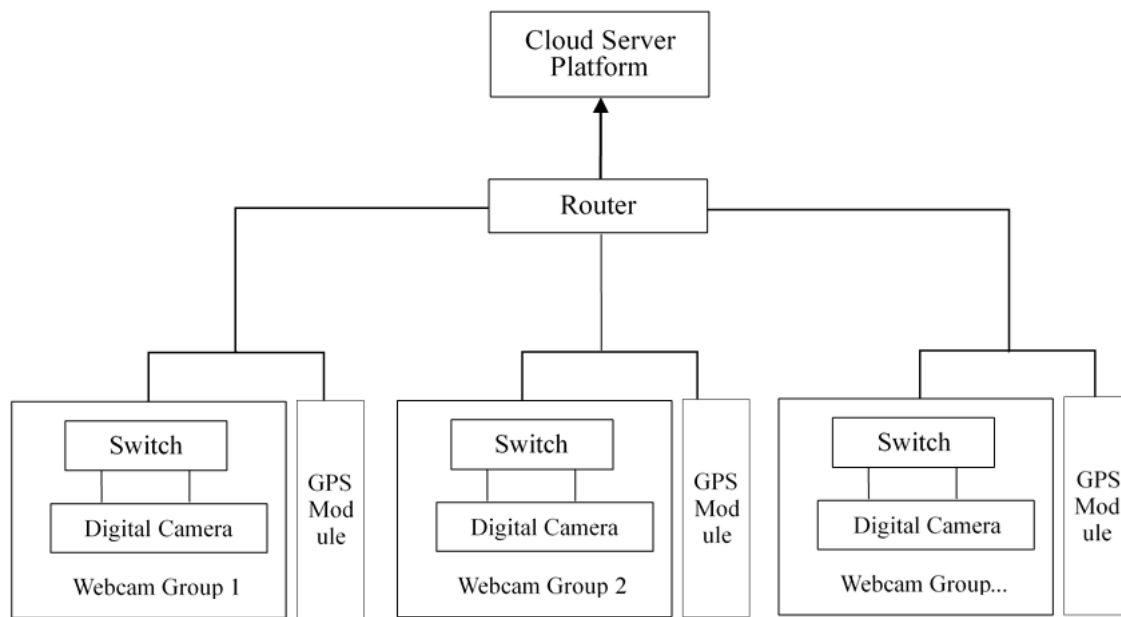 Cloud Server
Platform
Router
Switch
Digital Camera
Webcam Group 1
GPS
Mod
ule
Switch
Digital Camera
Webcam Group 2
GPS
Mod
ule
Switch
Digital Camera
Webcam Group...
GPS
Mod
ule